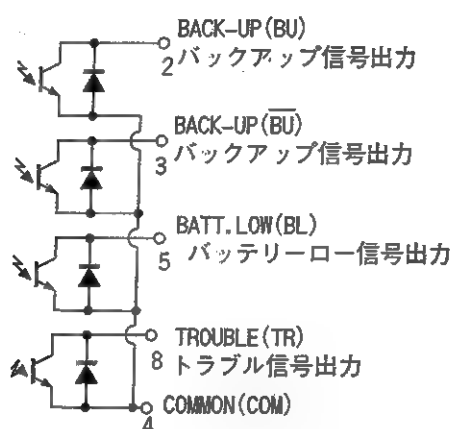 BACK-UP(BU)
2 バックアップ信号出力
BACK-UP(B̅U̅)
3 バックアップ信号出力
BATT.LOW(BL)
5 バッテリーロー信号出力
TROUBLE(TR)
8 トラブル信号出力
COMMON(COM)
4